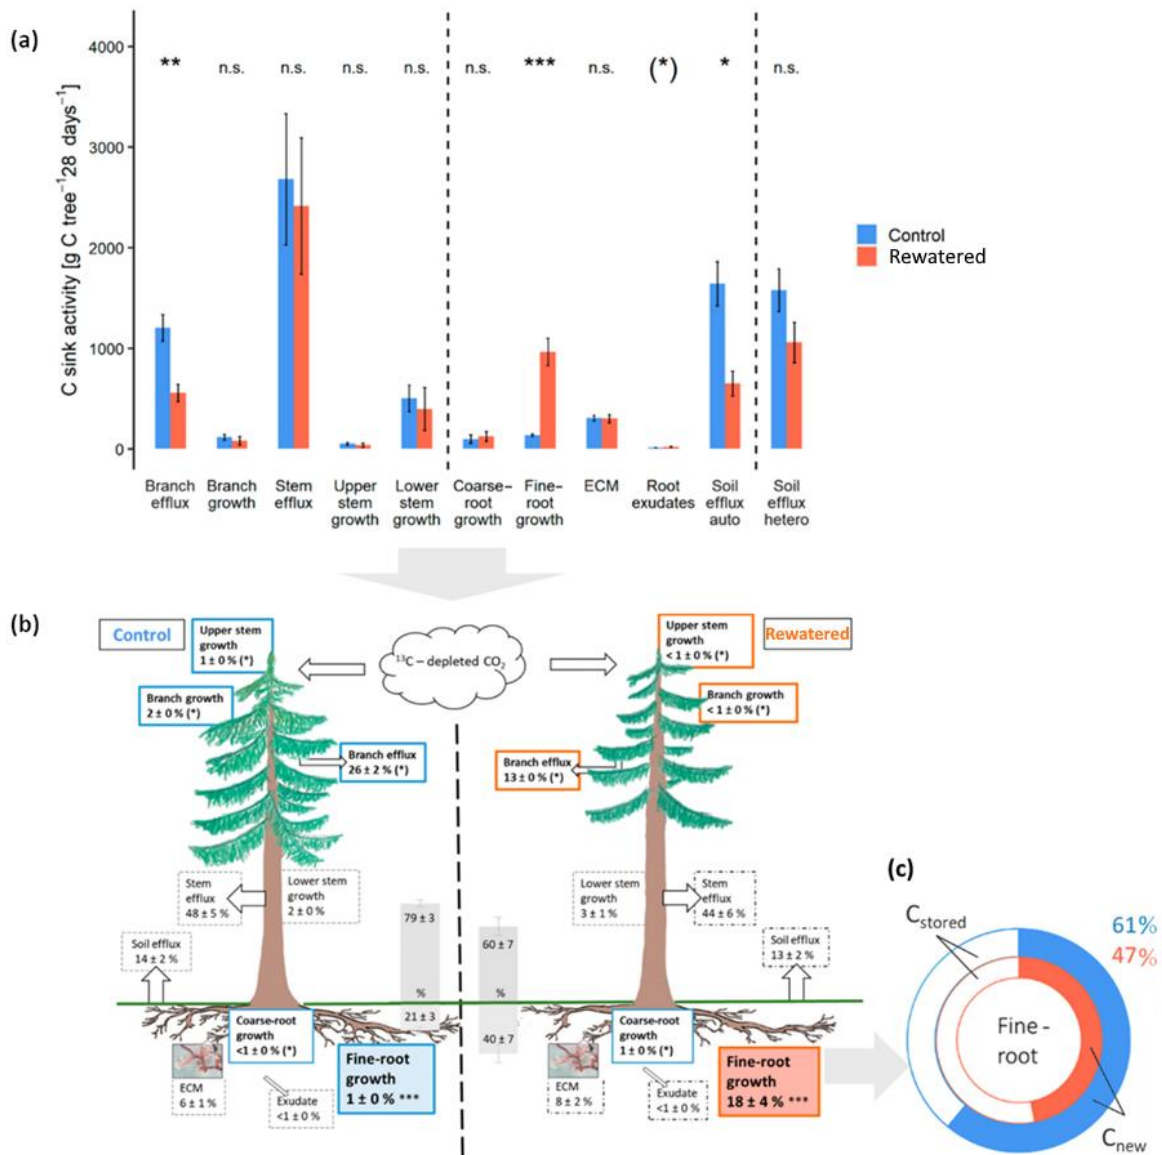 (a)
C sink activity [g C tree⁻¹28 days⁻¹]
4000
3000
2000
1000
0
**
n.s.
n.s.
n.s.
n.s.
n.s.
***
n.s.
(*)
*
n.s.
Control
Rewatered
Branch
efflux
Branch
growth
Stem
efflux
Upper
stem
growth
Lower
stem
growth
Coarse–
root
growth
Fine–
root
growth
ECM
Root
exudates
Soil
efflux
auto
Soil
efflux
hetero
(b)
Control
Upper stem
growth
1 ± 0 % (*)
Branch growth
2 ± 0 % (*)
Branch efflux
26 ± 2 % (*)
Stem
efflux
48 ± 5 %
Lower stem
growth
2 ± 0 %
Soil efflux
14 ± 2 %
Coarse-root
growth
<1 ± 0 % (*)
ECM
6 ± 1 %
Exudate
<1 ± 0 %
Fine-root
growth
1 ± 0 % ***
¹³C – depleted CO₂
79 ± 3
%
21 ± 3
60 ± 7
%
40 ± 7
Rewatered
Upper stem
growth
< 1 ± 0 % (*)
Branch growth
< 1 ± 0 % (*)
Branch efflux
13 ± 0 % (*)
Lower stem
growth
3 ± 1 %
Stem
efflux
44 ± 6 %
Soil efflux
13 ± 2 %
Coarse-root
growth
1 ± 0 % (*)
ECM
8 ± 2 %
Exudate
<1 ± 0 %
Fine-root
growth
18 ± 4 % ***
(c)
C stored
61%
47%
Fine -
root
C new